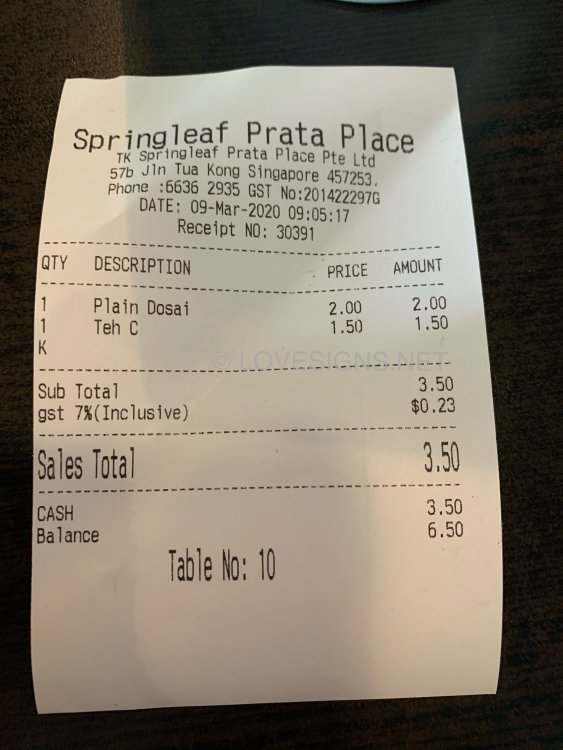 Springleaf Prata Place
TK Springleaf Prata Place Pte Ltd
57b Jln Tua Kong Singapore 457253.
Phone :6636 2935 GST No:201422297G
DATE: 09-Mar-2020 09:05:17
Receipt NO: 30391
QTY DESCRIPTION PRICE AMOUNT
1 Plain Dosai 2.00 2.00
1 Teh C 1.50 1.50
K
© LOVESIGNS.NET
Sub Total 3.50
gst 7%(Inclusive) $0.23
Sales Total 3.50
CASH 3.50
Balance 6.50
Table No: 10